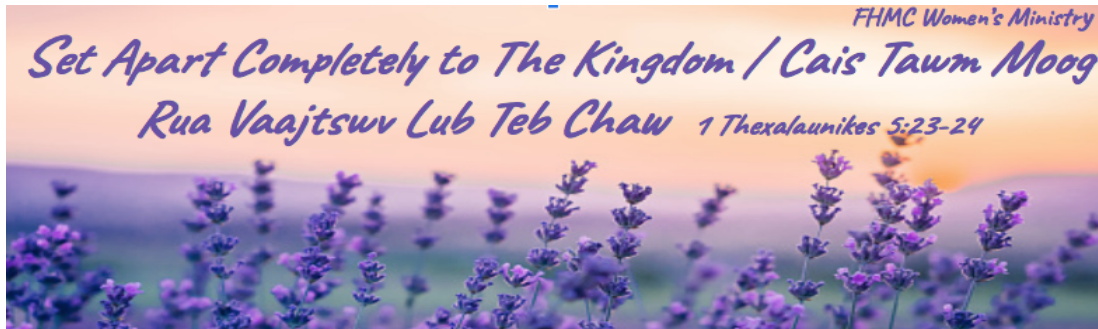 FHMC Women's Ministry
Set Apart Completely to The Kingdom / Cais Tawm Moog
Rua Vaajtswv Lub Teb Chaw 1 Thexalaunikes 5:23-24